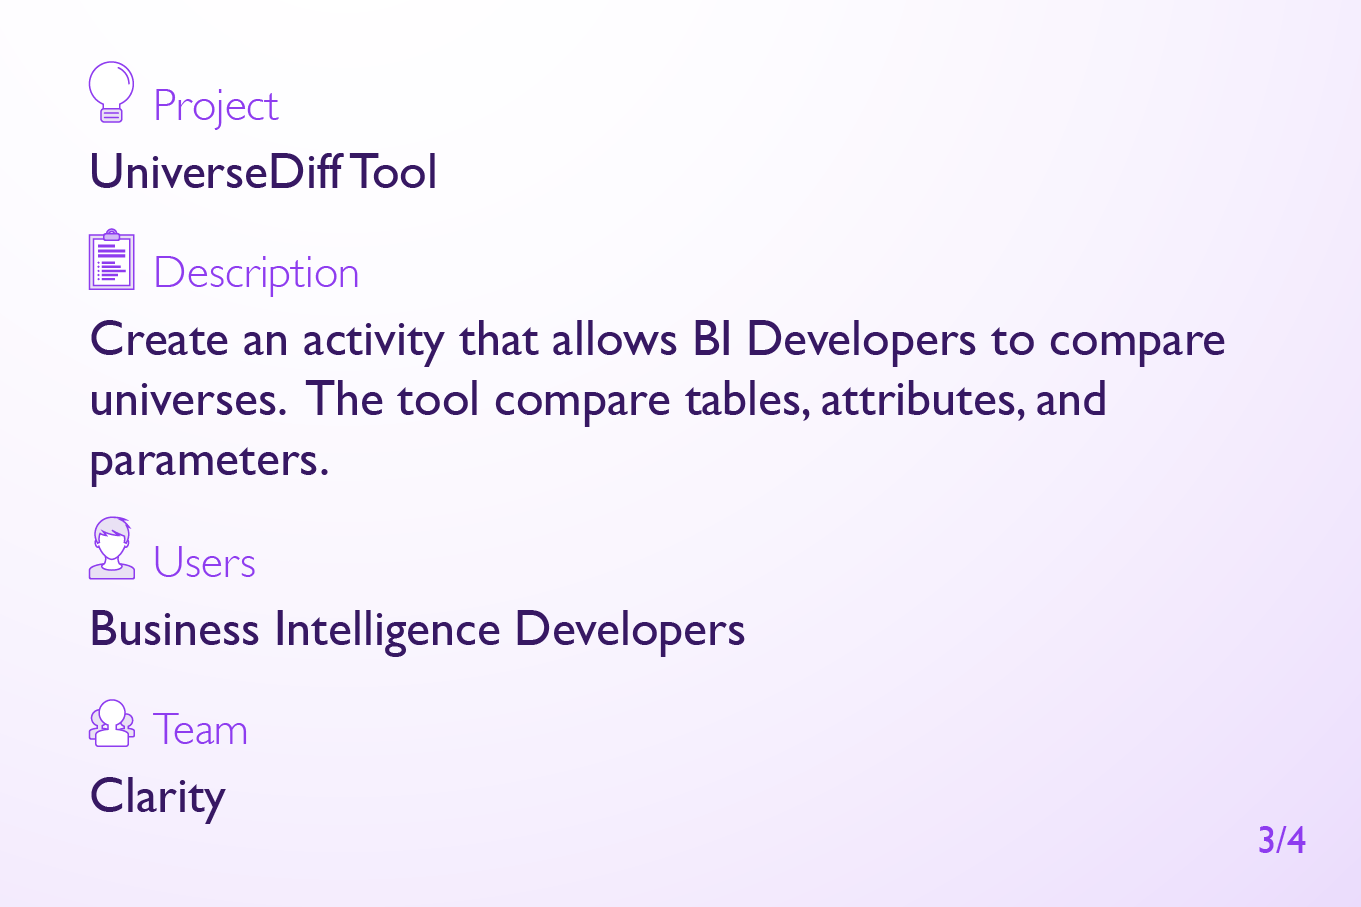 Project
UniverseDiff Tool
Description
Create an activity that allows BI Developers to compare
universes.  The tool compare tables, attributes, and
parameters.
Users
Business Intelligence Developers
Team
Clarity
3/4